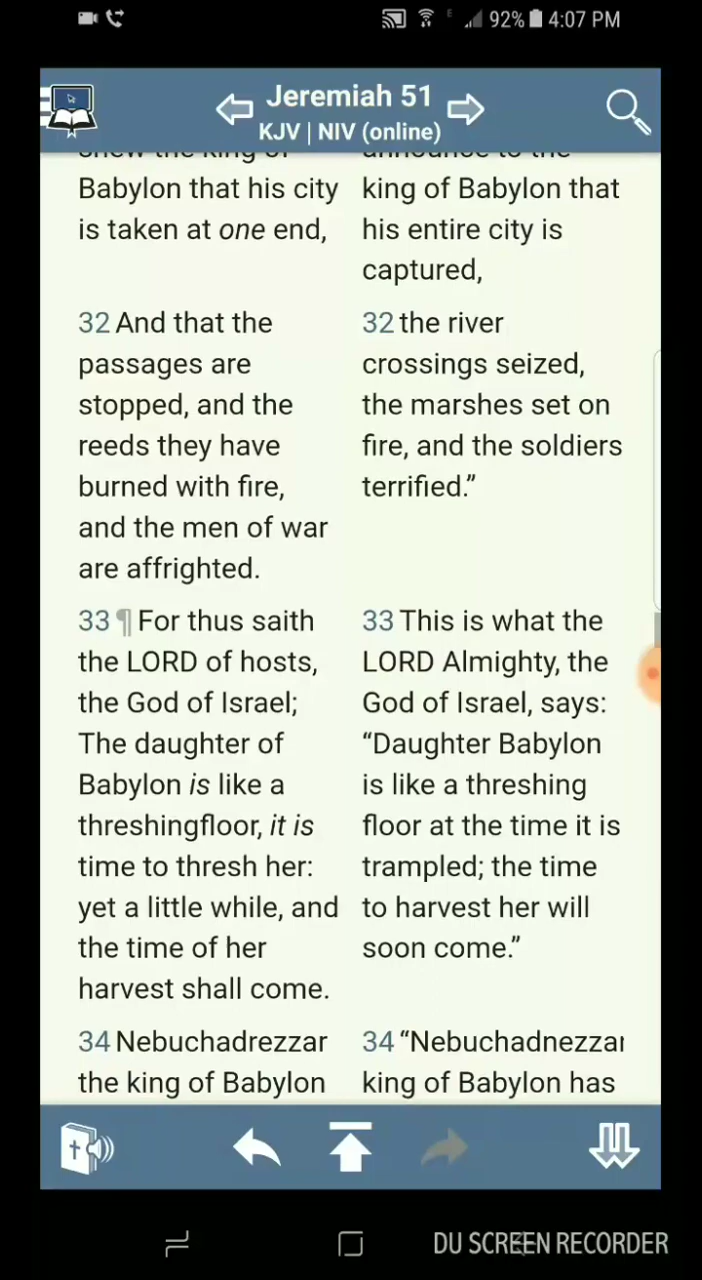 E 92% 4:07 PM
Jeremiah 51
KJV | NIV (online)
shew the king of
Babylon that his city
is taken at one end,
32 And that the
passages are
stopped, and the
reeds they have
burned with fire,
and the men of war
are affrighted.
33 ¶ For thus saith
the LORD of hosts,
the God of Israel;
The daughter of
Babylon is like a
threshingfloor, it is
time to thresh her:
yet a little while, and
the time of her
harvest shall come.
34 Nebuchadrezzar
the king of Babylon
announce to the
king of Babylon that
his entire city is
captured,
32 the river
crossings seized,
the marshes set on
fire, and the soldiers
terrified.”
33 This is what the
LORD Almighty, the
God of Israel, says:
“Daughter Babylon
is like a threshing
floor at the time it is
trampled; the time
to harvest her will
soon come.”
34 “Nebuchadnezzar
king of Babylon has
DU SCREEN RECORDER